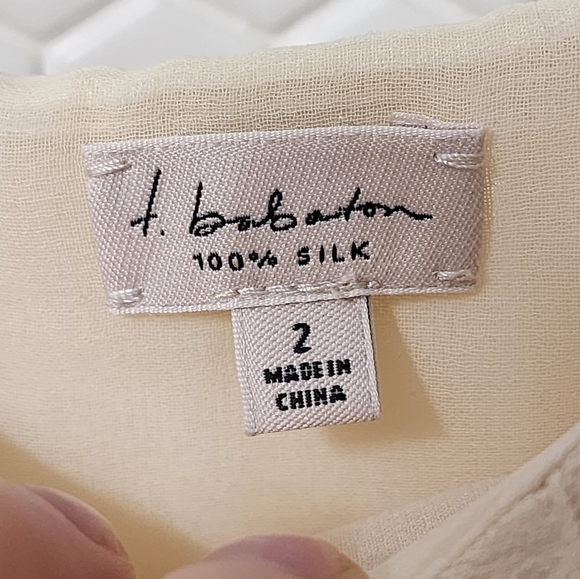 t. babaton
100% SILK
2
MADE IN
CHINA